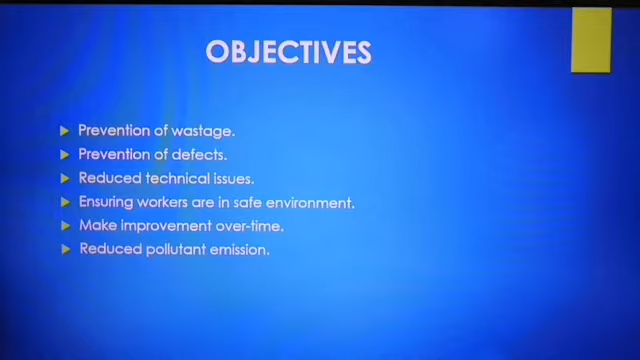 OBJECTIVES
Prevention of wastage.
Prevention of defects.
Reduced technical issues.
Ensuring workers are in safe environment.
Make improvement over-time.
Reduced pollutant emission.